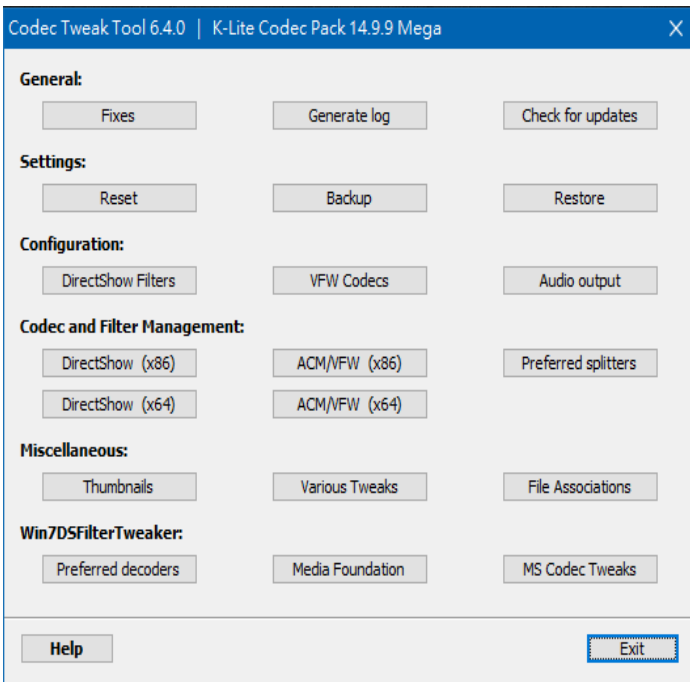 Codec Tweak Tool 6.4.0 | K-Lite Codec Pack 14.9.9 Mega X
General:
Fixes Generate log Check for updates
Settings:
Reset Backup Restore
Configuration:
DirectShow Filters VFW Codecs Audio output
Codec and Filter Management:
DirectShow (x86) ACM/VFW (x86) Preferred splitters
DirectShow (x64) ACM/VFW (x64)
Miscellaneous:
Thumbnails Various Tweaks File Associations
Win7DSFilterTweaker:
Preferred decoders Media Foundation MS Codec Tweaks
Help Exit